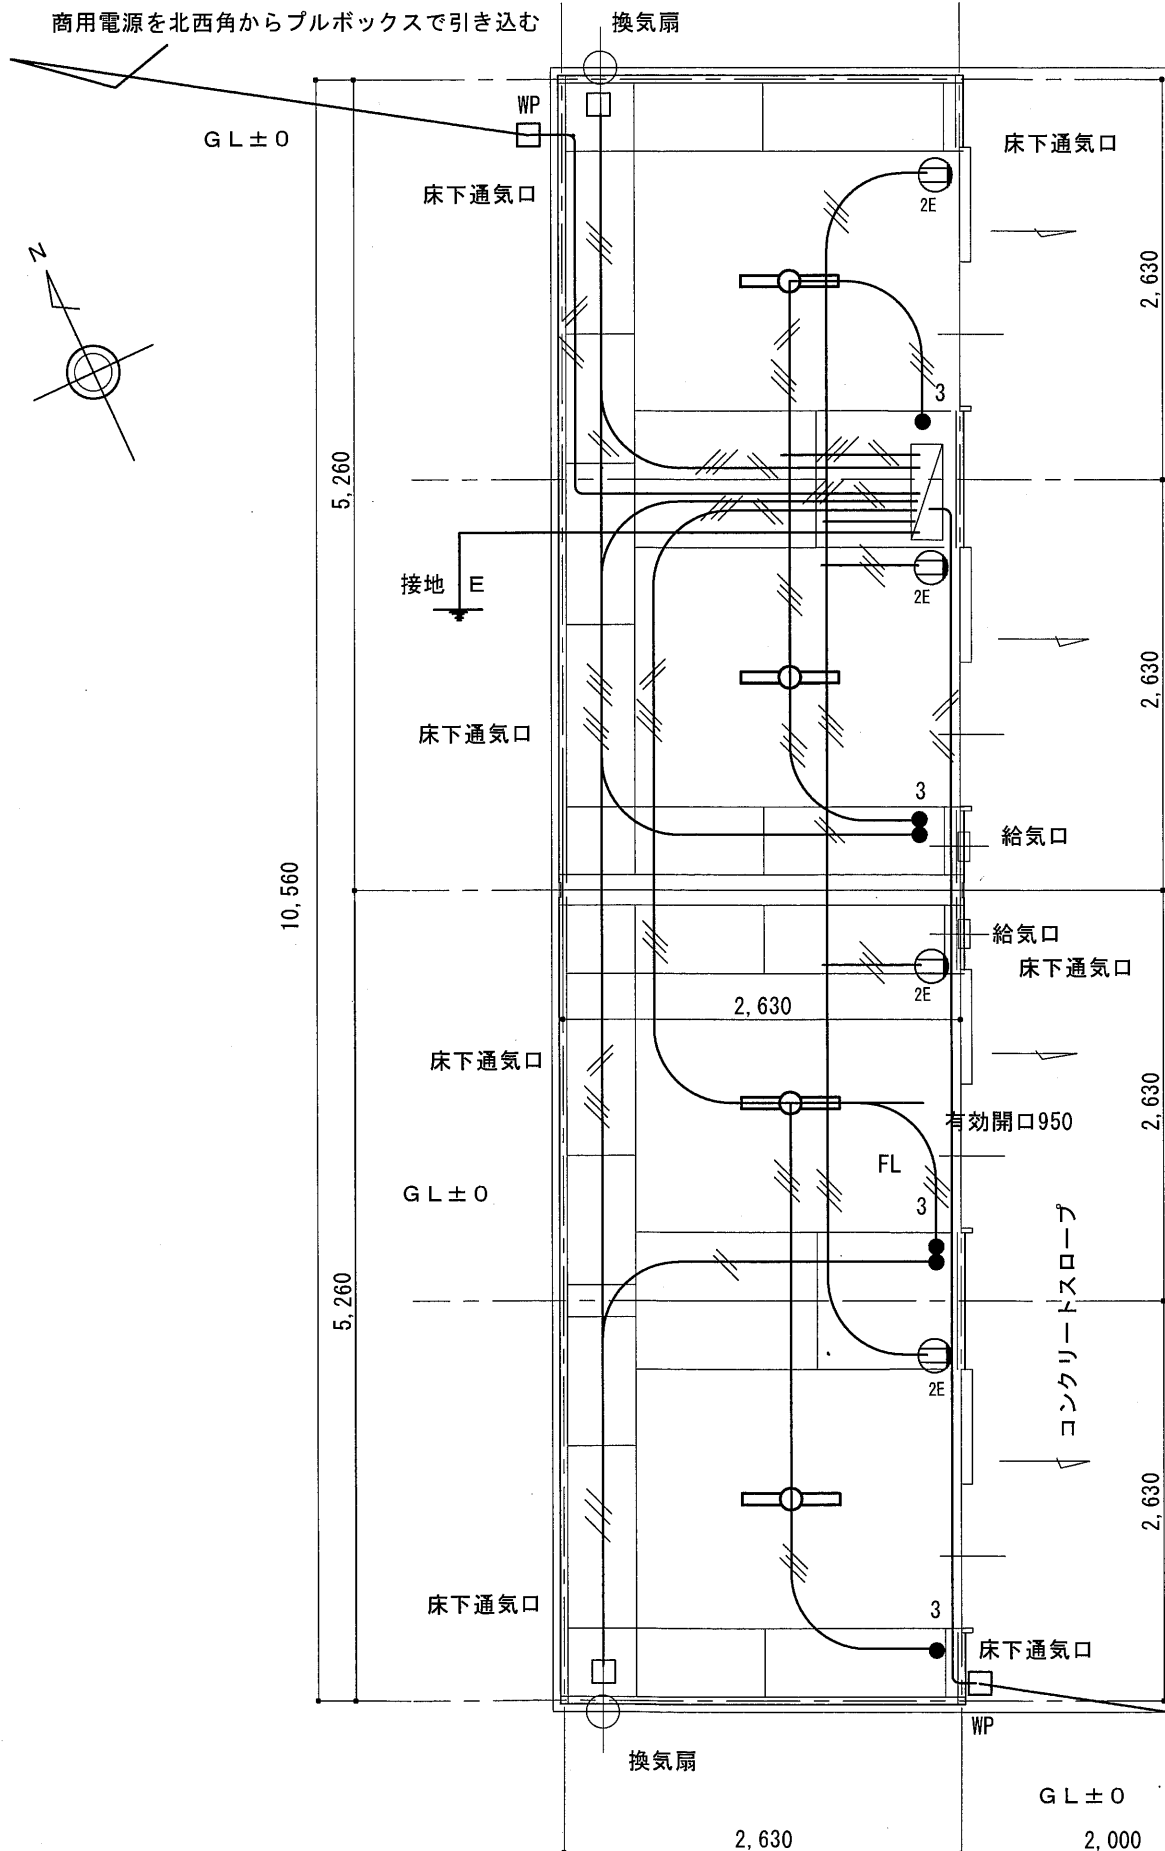 商用電源を北西角からプルボックスで引き込む
換気扇
WP
GL±0
床下通気口
床下通気口
2E
N
2,630
3
5,260
接地 E
2E
2,630
床下通気口
3
給気口
10,560
給気口
床下通気口
2E
2,630
床下通気口
2,630
有効開口950
FL
GL±0
3
コンクリートスロープ
5,260
2E
2,630
床下通気口
3
床下通気口
WP
換気扇
GL±0
2,630
2,000